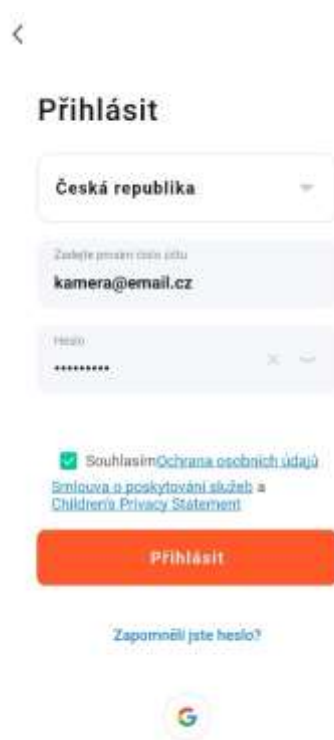 Přihlásit
Česká republika
Zadejte prosím číslo účtu
kamera@email.cz
Heslo
•••••••••
SouhlasímOchrana osobních údajů
Smlouva o poskytování služeb a
Children's Privacy Statement
Přihlásit
Zapomněli jste heslo?